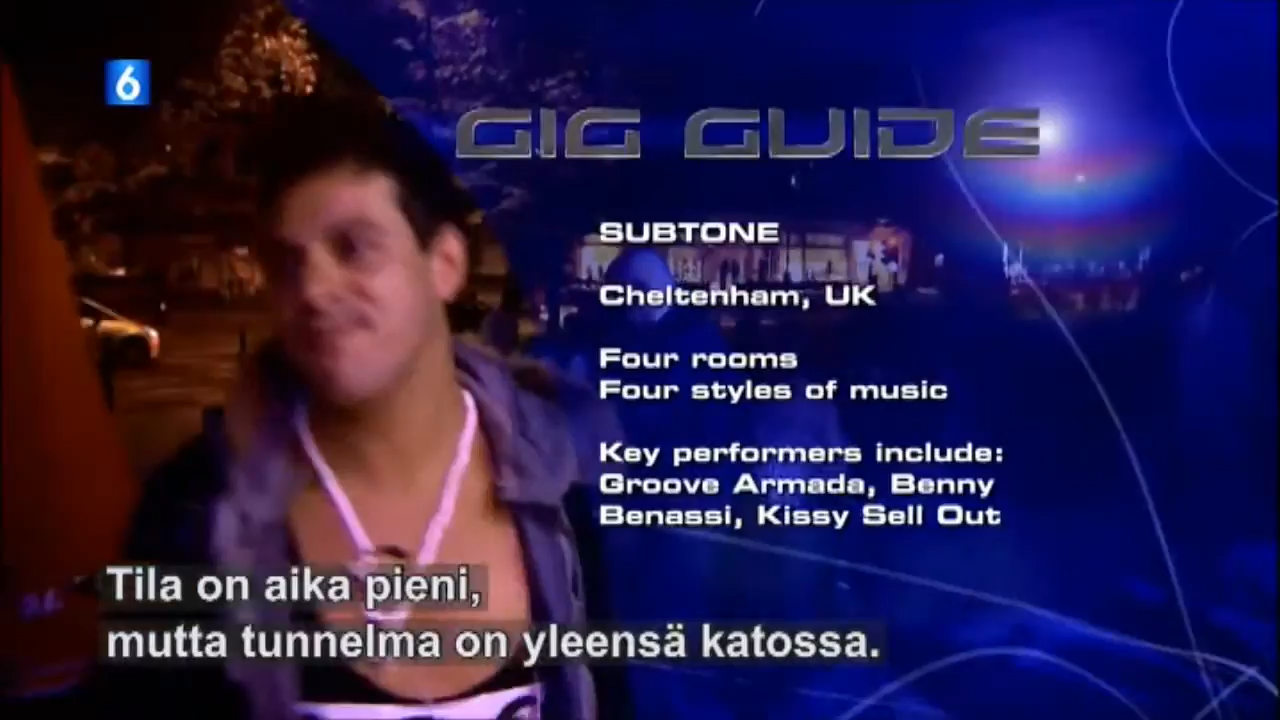 6
GIG GUIDE
SUBTONE
Cheltenham, UK
Four rooms
Four styles of music
Key performers include:
Groove Armada, Benny
Benassi, Kissy Sell Out
Tila on aika pieni,
mutta tunnelma on yleensä katossa.